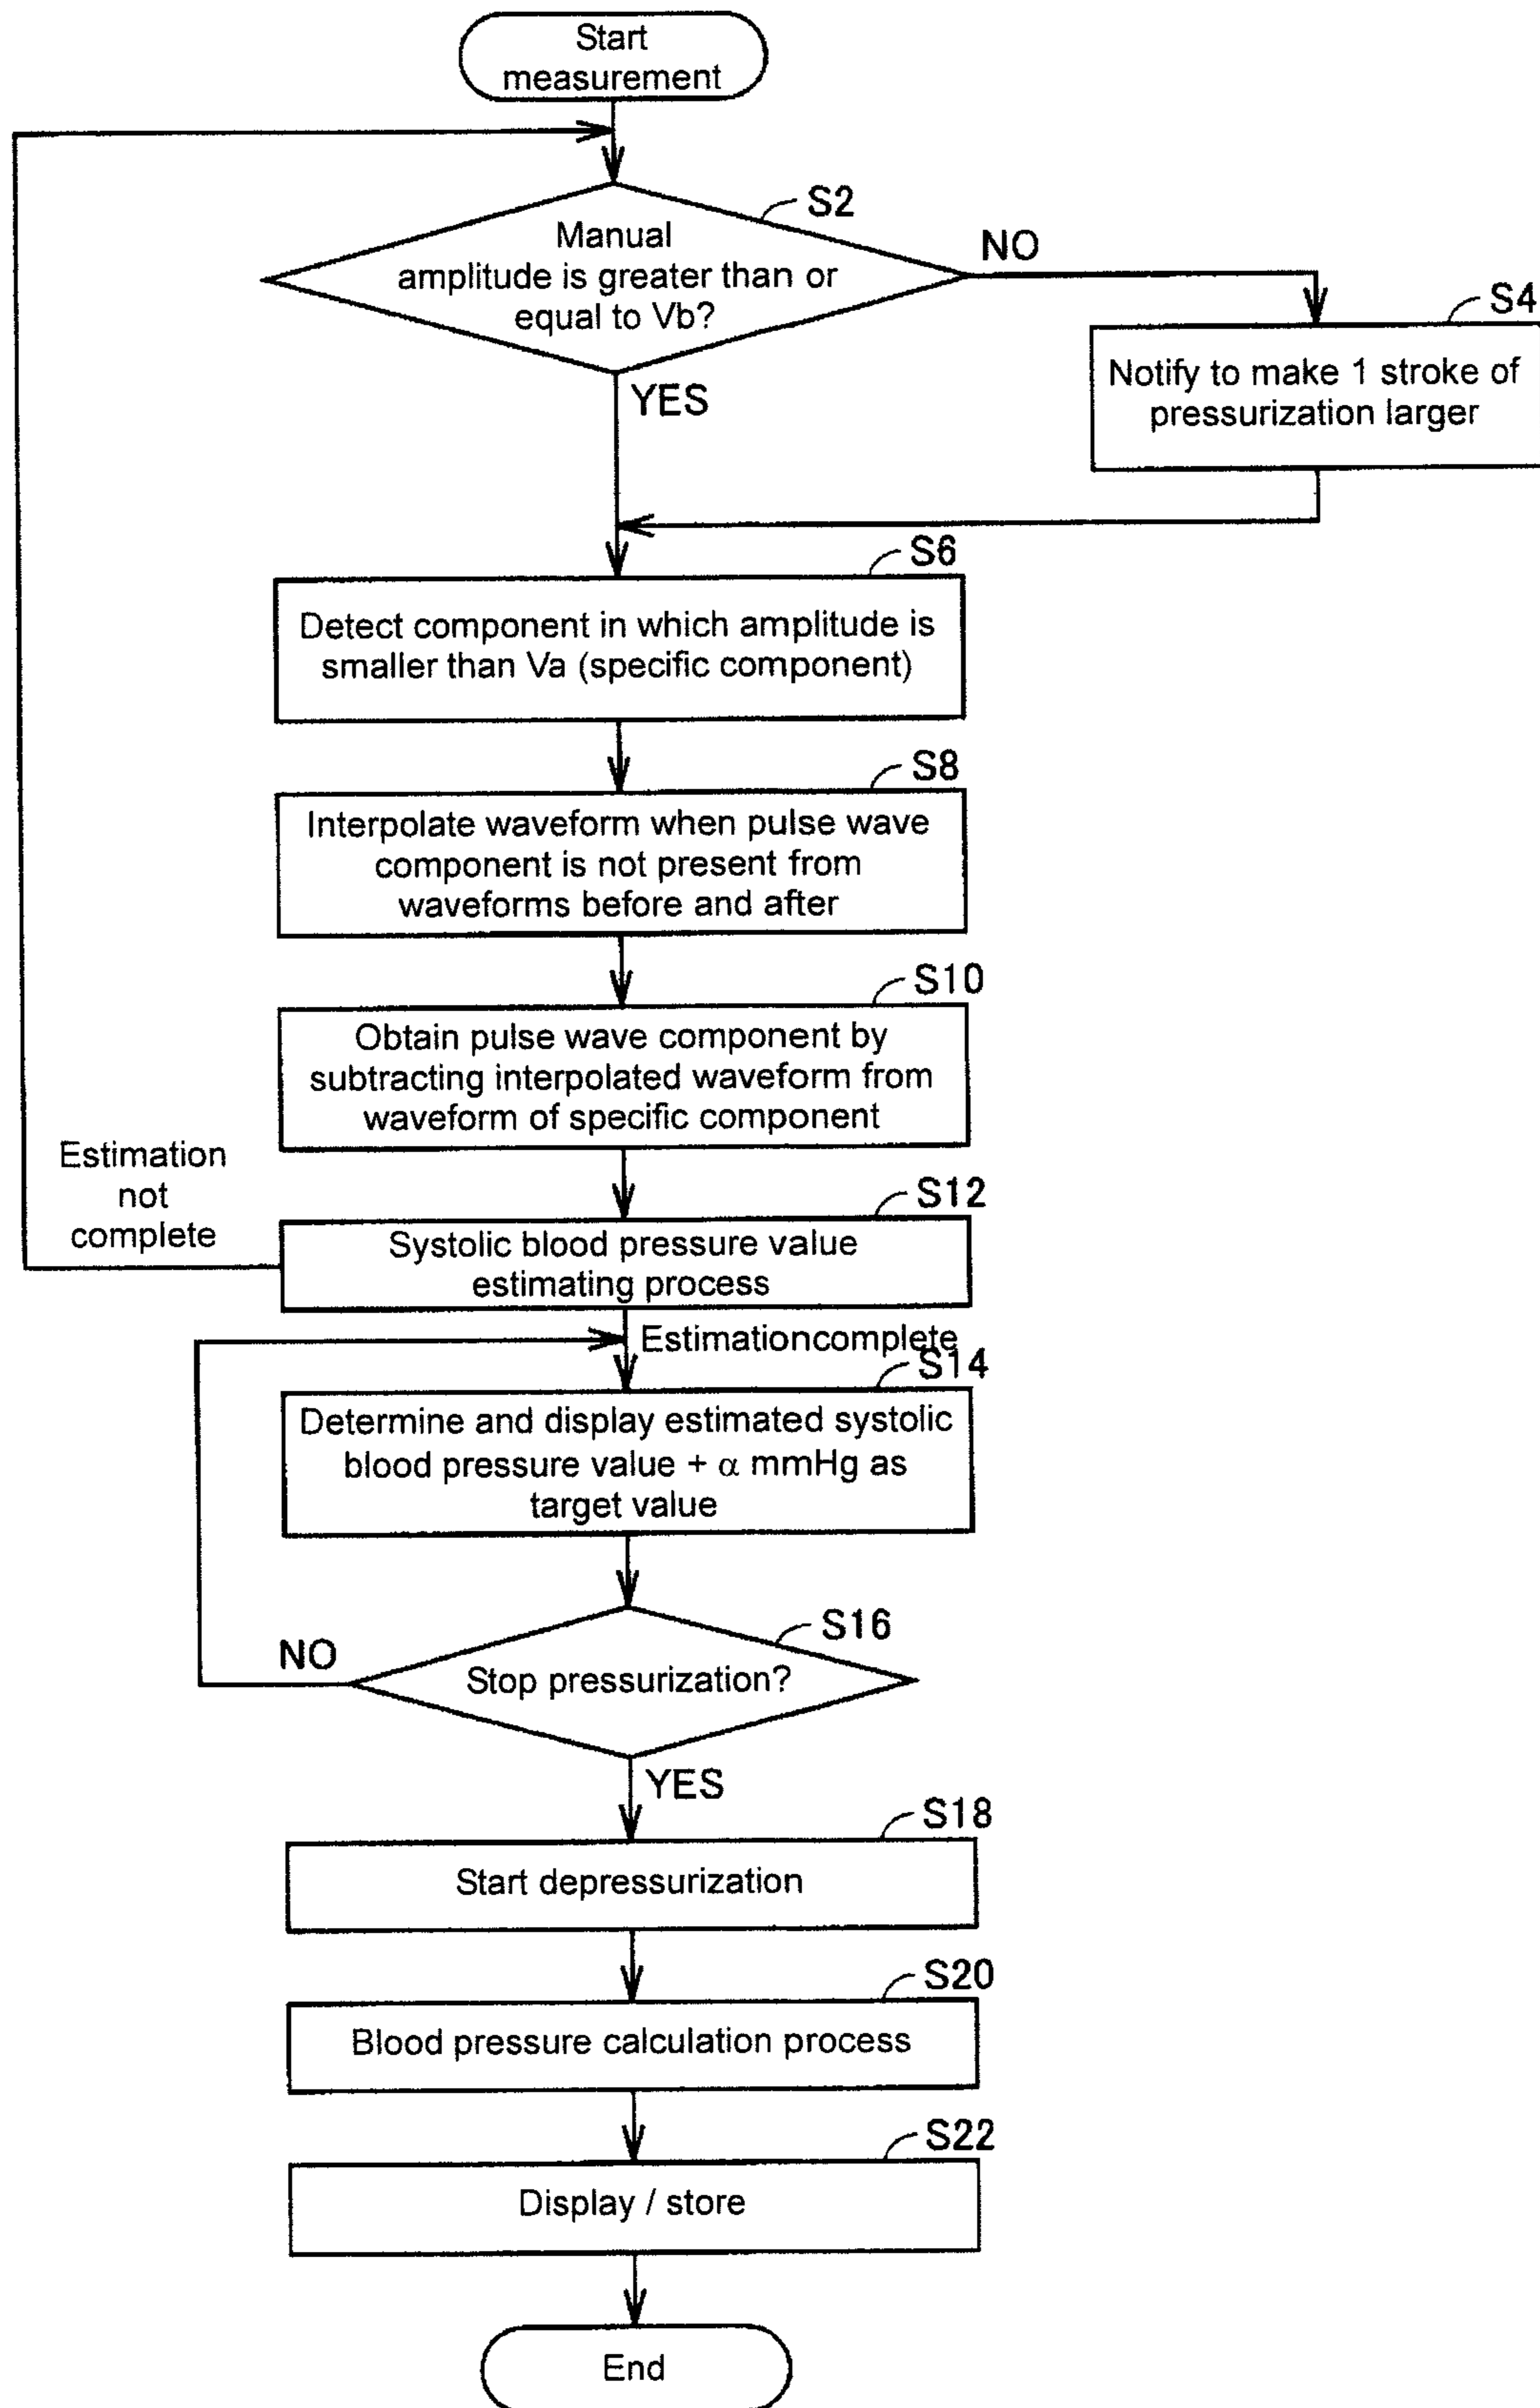 Start
measurement
S2
Manual
amplitude is greater than or
equal to Vb?
NO
YES
S4
Notify to make 1 stroke of
pressurization larger
S6
Detect component in which amplitude is
smaller than Va (specific component)
S8
Interpolate waveform when pulse wave
component is not present from
waveforms before and after
S10
Obtain pulse wave component by
subtracting interpolated waveform from
waveform of specific component
Estimation
not
complete
S12
Systolic blood pressure value
estimating process
Estimationcomplete
S14
Determine and display estimated systolic
blood pressure value + α mmHg as
target value
S16
NO
Stop pressurization?
YES
S18
Start depressurization
S20
Blood pressure calculation process
S22
Display / store
End